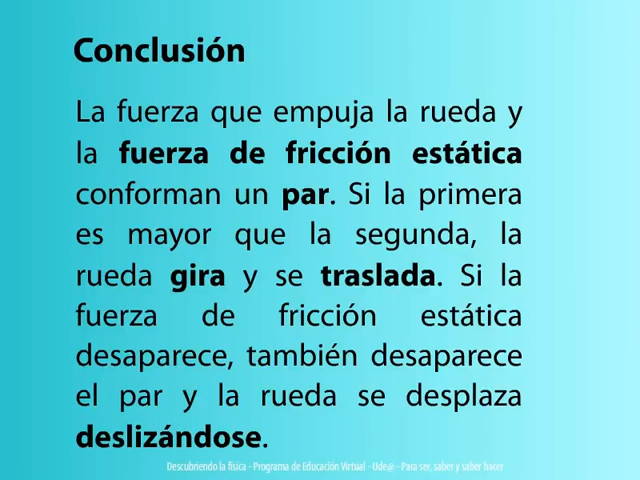 Conclusión
La fuerza que empuja la rueda y
la fuerza de fricción estática
conforman un par. Si la primera
es mayor que la segunda, la
rueda gira y se traslada. Si la
fuerza de fricción estática
desaparece, también desaparece
el par y la rueda se desplaza
deslizándose.
Descubriendo la física - Programa de Educación Virtual - Ude@ - Para ser, saber y saber hacer